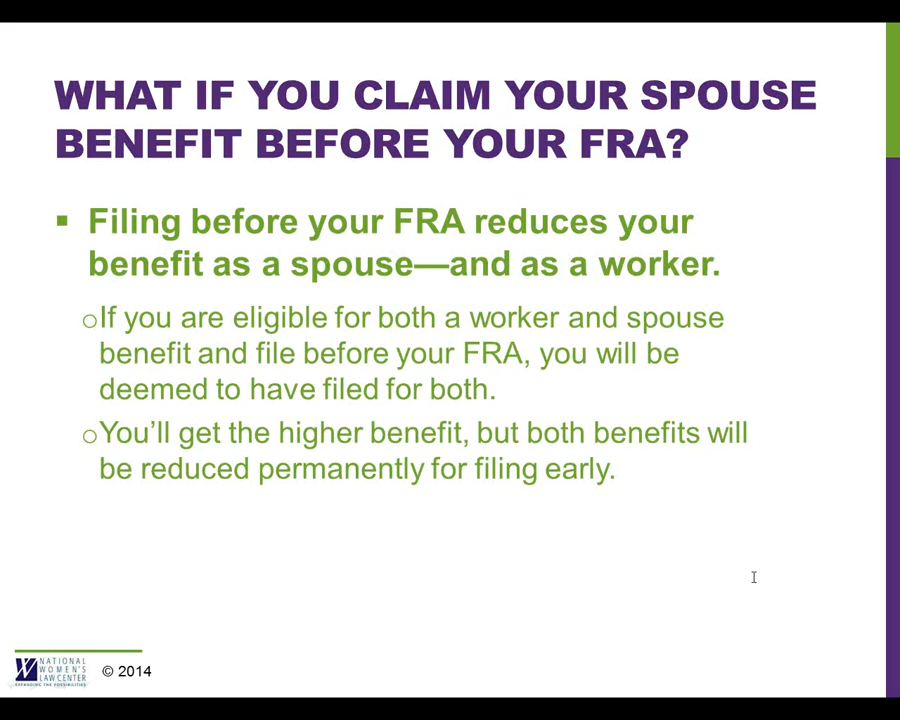 WHAT IF YOU CLAIM YOUR SPOUSE
BENEFIT BEFORE YOUR FRA?
▪ Filing before your FRA reduces your
benefit as a spouse—and as a worker.
oIf you are eligible for both a worker and spouse
benefit and file before your FRA, you will be
deemed to have filed for both.
oYou’ll get the higher benefit, but both benefits will
be reduced permanently for filing early.
NATIONAL
WOMEN'S
LAW CENTER
EXPANDING THE POSSIBILITIES
© 2014